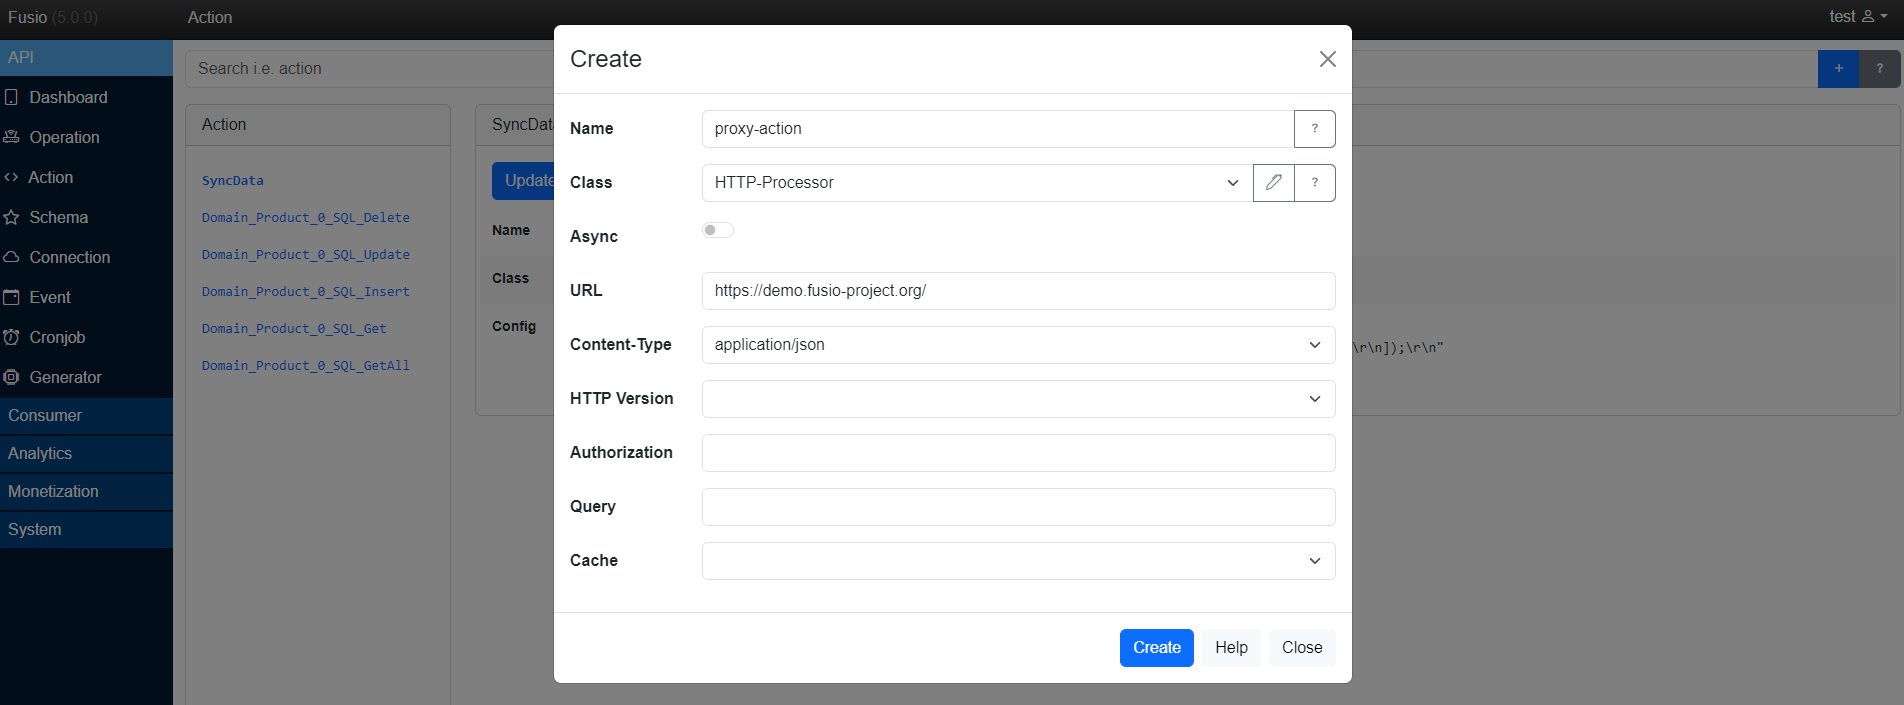 Fusio (5.0.0)
Action
test
API
Dashboard
Operation
Action
Schema
Connection
Event
Cronjob
Generator
Consumer
Analytics
Monetization
System
Search i.e. action
+ ?
Action
SyncData
Domain_Product_0_SQL_Delete
Domain_Product_0_SQL_Update
Domain_Product_0_SQL_Insert
Domain_Product_0_SQL_Get
Domain_Product_0_SQL_GetAll
SyncData
Update
Name
Class
Config
\r\n]);\r\n"
Create
Name proxy-action ?
Class HTTP-Processor ?
Async
URL https://demo.fusio-project.org/
Content-Type application/json
HTTP Version
Authorization
Query
Cache
Create Help Close